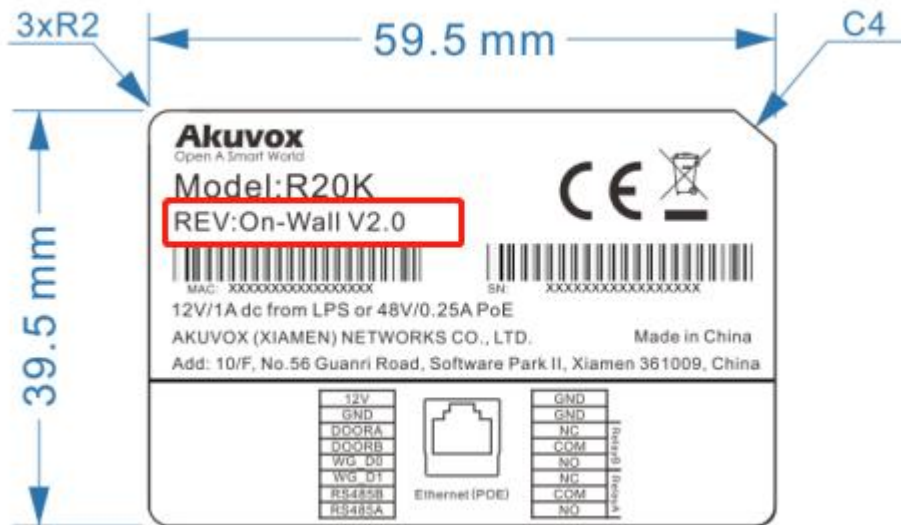 3xR2
59.5 mm
C4
39.5 mm
Akuvox
Open A Smart World
Model:R20K
CE
REV:On-Wall V2.0
MAC: XXXXXXXXXXXXXXXXX
SN: XXXXXXXXXXXXXXXXXX
12V/1A dc from LPS or 48V/0.25A PoE
AKUVOX (XIAMEN) NETWORKS CO., LTD. Made in China
Add: 10/F, No.56 Guanri Road, Software Park II, Xiamen 361009, China
12V
GND
DOORA
DOORB
WG_D0
WG_D1
RS485B
RS485A
Ethernet(POE)
GND
GND
NC
COM
NO
NC
COM
NO
RelayB
RelayA